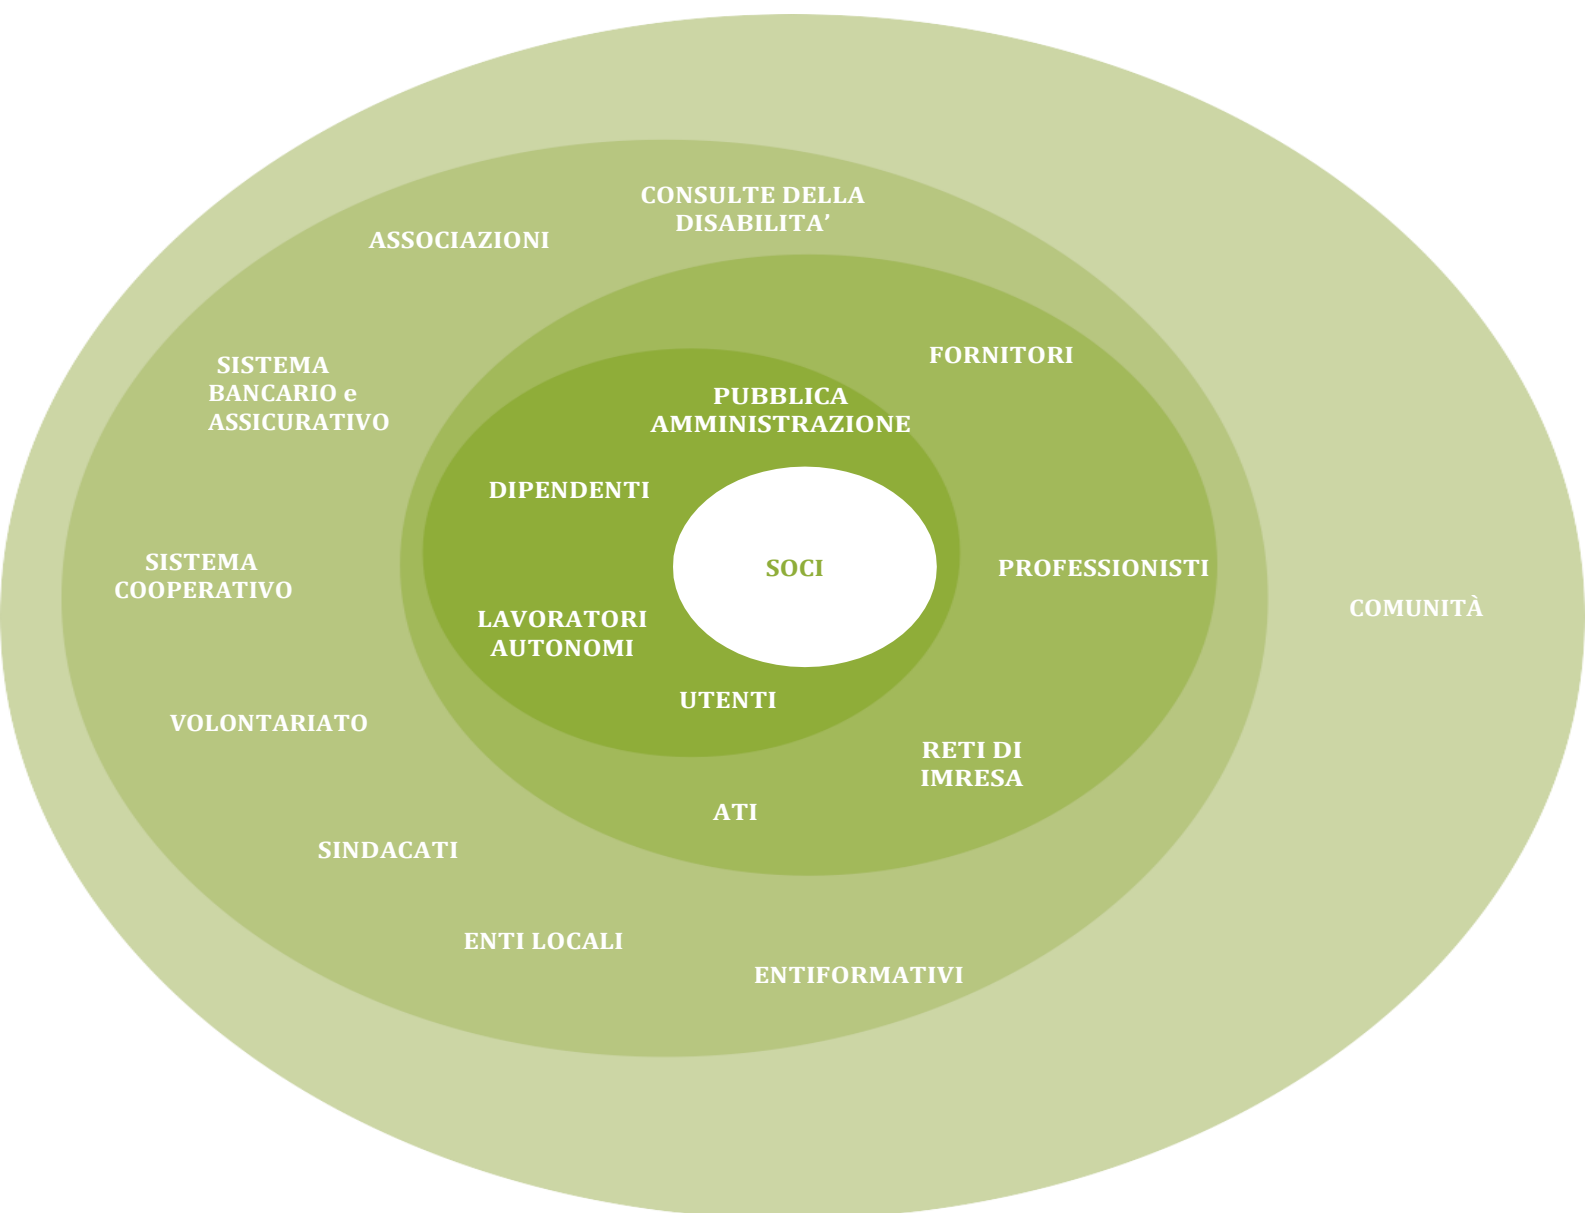 CONSULTE DELLA
DISABILITA’
ASSOCIAZIONI
FORNITORI
SISTEMA
BANCARIO e
ASSICURATIVO
PUBBLICA
AMMINISTRAZIONE
DIPENDENTI
SOCI
PROFESSIONISTI
SISTEMA
COOPERATIVO
COMUNITÀ
LAVORATORI
AUTONOMI
UTENTI
VOLONTARIATO
RETI DI
IMRESA
ATI
SINDACATI
ENTI LOCALI
ENTIFORMATIVI